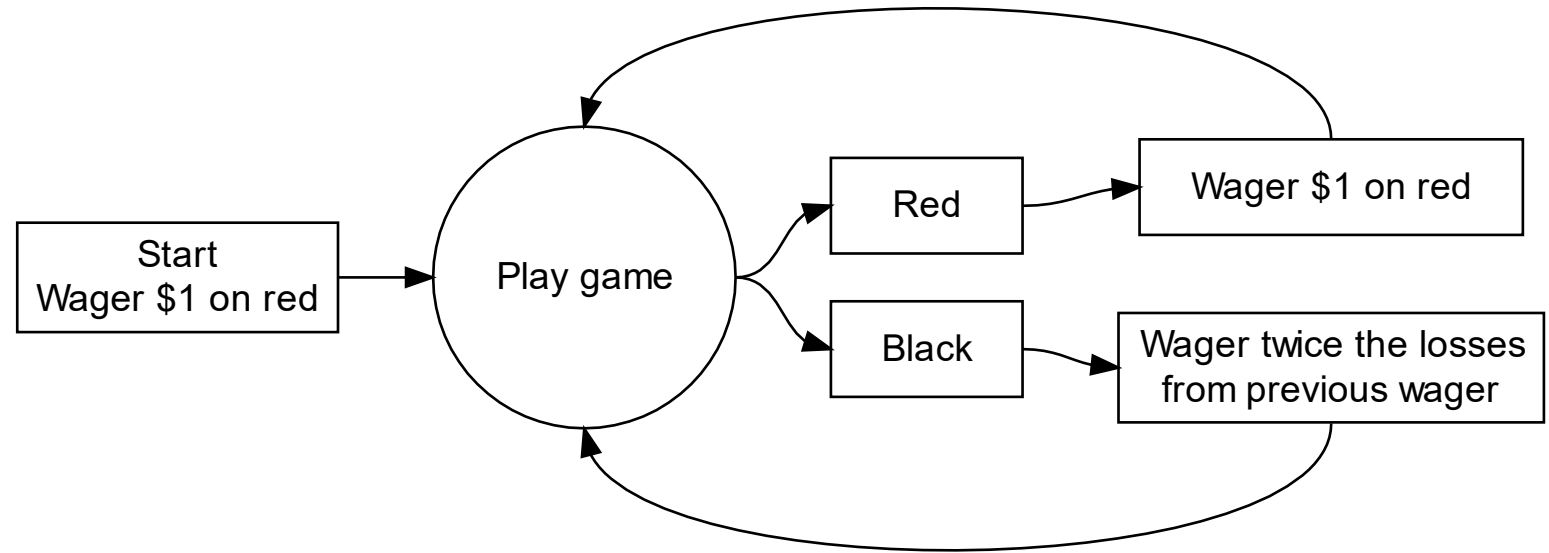 Start
Wager $1 on red
Play game
Red
Wager $1 on red
Black
Wager twice the losses
from previous wager